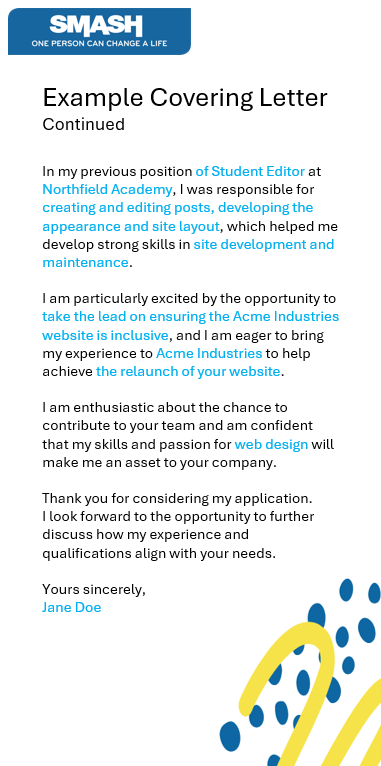 SMASH
ONE PERSON CAN CHANGE A LIFE
Example Covering Letter
Continued
In my previous position of Student Editor at
Northfield Academy, I was responsible for
creating and editing posts, developing the
appearance and site layout, which helped me
develop strong skills in site development and
maintenance.
I am particularly excited by the opportunity to
take the lead on ensuring the Acme Industries
website is inclusive, and I am eager to bring
my experience to Acme Industries to help
achieve the relaunch of your website.
I am enthusiastic about the chance to
contribute to your team and am confident
that my skills and passion for web design will
make me an asset to your company.
Thank you for considering my application.
I look forward to the opportunity to further
discuss how my experience and
qualifications align with your needs.
Yours sincerely,
Jane Doe